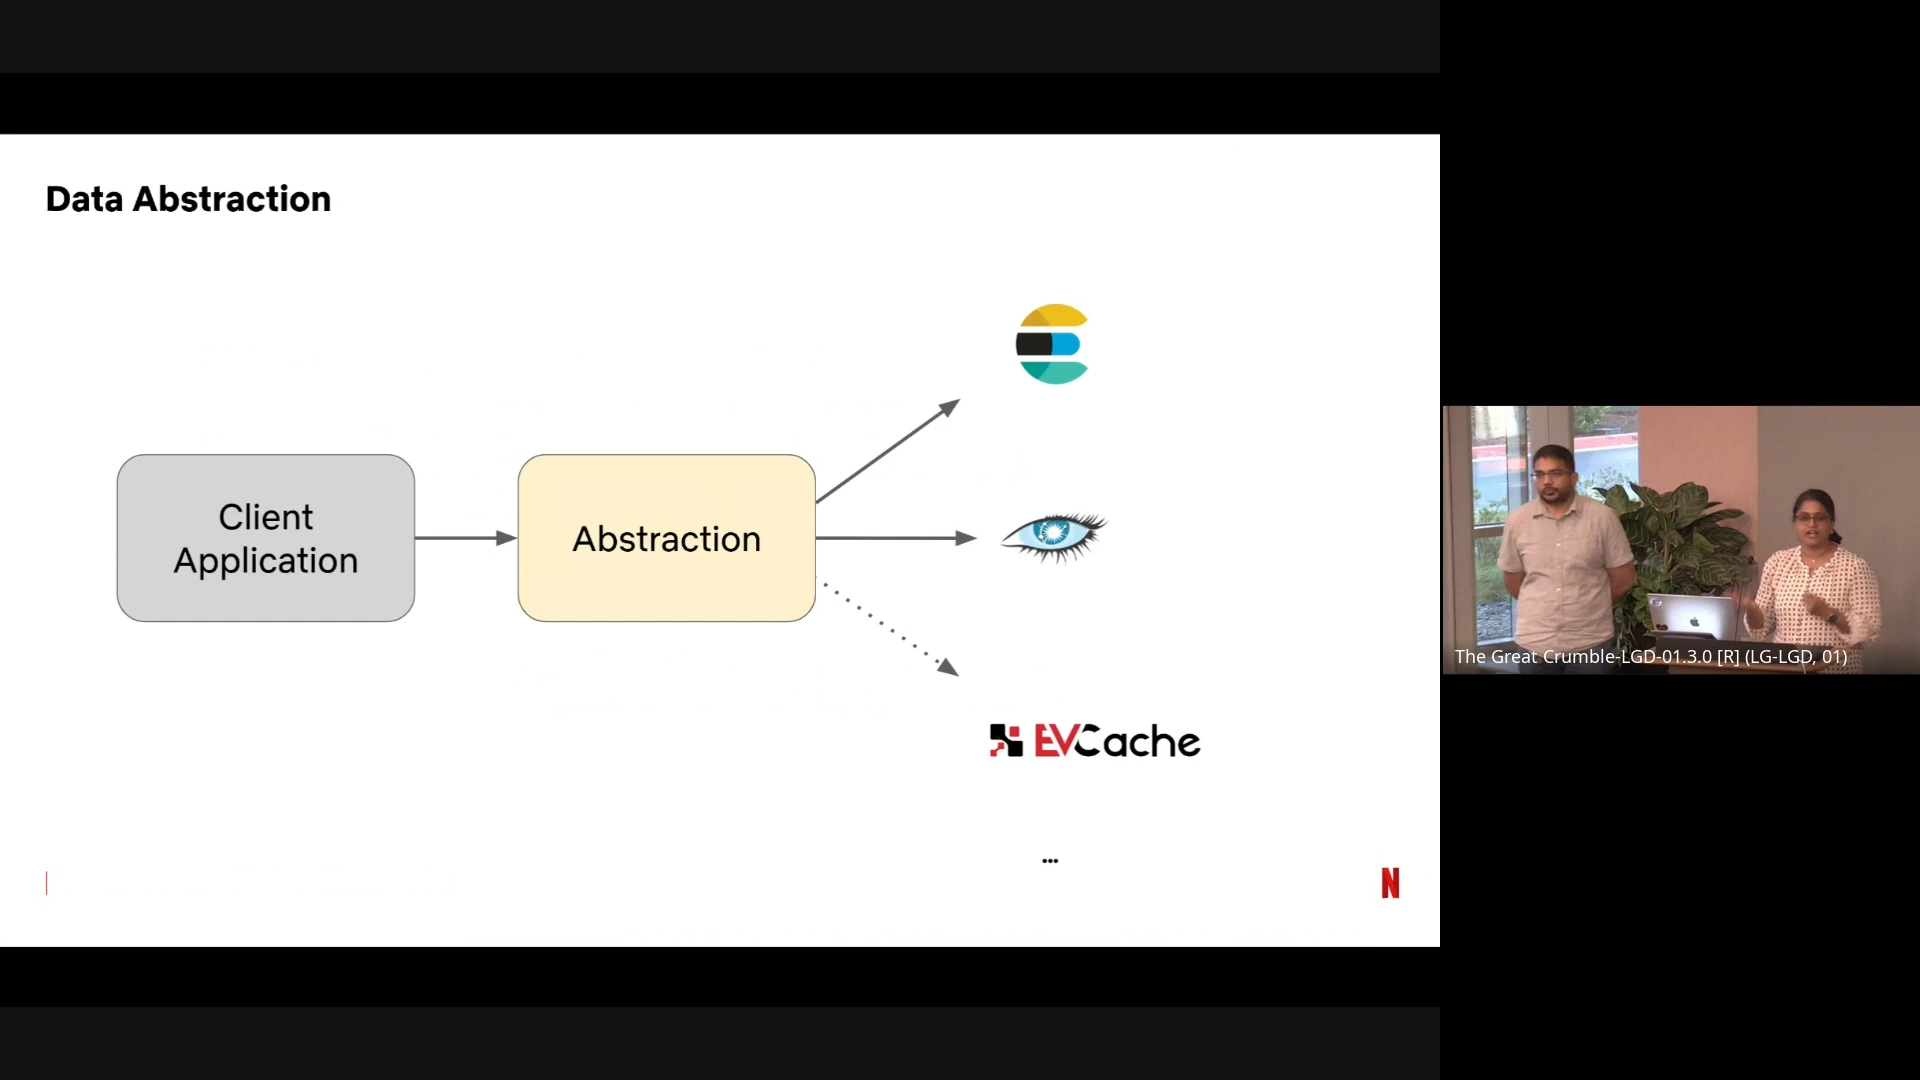 Data Abstraction
Client
Application
Abstraction
EVCache
...
N
The Great Crumble-LGD-01.3.0 [R] (LG-LGD, 01)